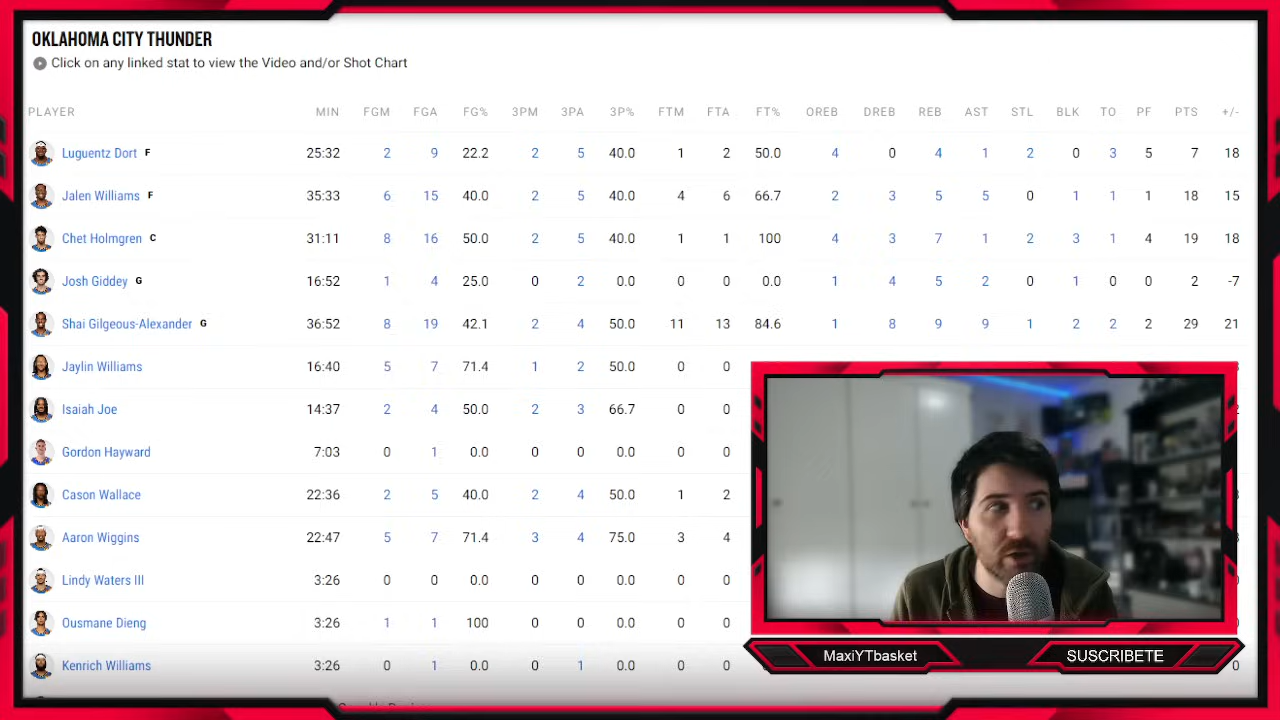 OKLAHOMA CITY THUNDER
Click on any linked stat to view the Video and/or Shot Chart
PLAYER MIN FGM FGA FG% 3PM 3PA 3P% FTM FTA FT% OREB DREB REB AST STL BLK TO PF PTS +/-
Luguentz Dort F 25:32 2 9 22.2 2 5 40.0 1 2 50.0 4 0 4 1 2 0 3 5 7 18
Jalen Williams F 35:33 6 15 40.0 2 5 40.0 4 6 66.7 2 3 5 5 0 1 1 1 18 15
Chet Holmgren C 31:11 8 16 50.0 2 5 40.0 1 1 100 4 3 7 1 2 3 1 4 19 18
Josh Giddey G 16:52 1 4 25.0 0 2 0.0 0 0 0.0 1 4 5 2 0 1 0 0 2 -7
Shai Gilgeous-Alexander G 36:52 8 19 42.1 2 4 50.0 11 13 84.6 1 8 9 9 1 2 2 2 29 21
Jaylin Williams 16:40 5 7 71.4 1 2 50.0 0 0
Isaiah Joe 14:37 2 4 50.0 2 3 66.7 0 0
Gordon Hayward 7:03 0 1 0.0 0 0 0.0 0 0
Cason Wallace 22:36 2 5 40.0 2 4 50.0 1 2
Aaron Wiggins 22:47 5 7 71.4 3 4 75.0 3 4
Lindy Waters III 3:26 0 0 0.0 0 0 0.0 0 0
Ousmane Dieng 3:26 1 1 100 0 0 0.0 0 0
Kenrich Williams 3:26 0 1 0.0 0 1 0.0 0 0 0
MaxiYTbasket
SUSCRIBETE